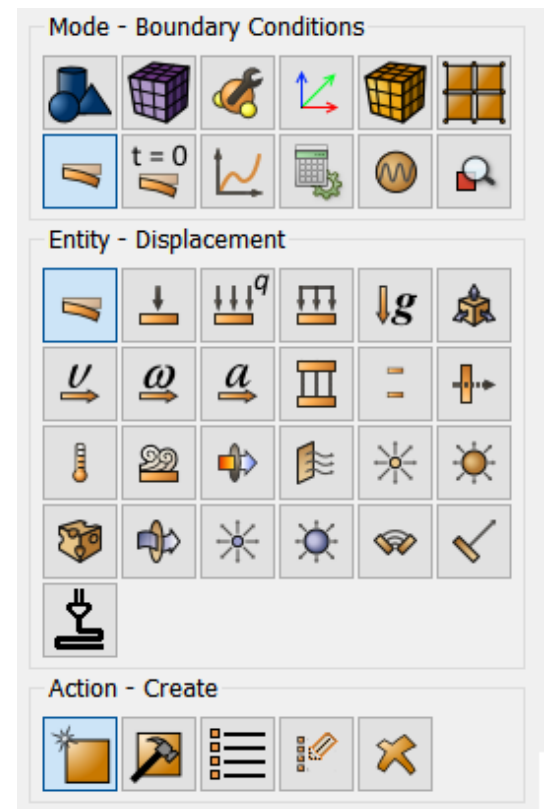 Mode - Boundary Conditions
t = 0
Entity - Displacement
q
g
υ
ω
a
Action - Create